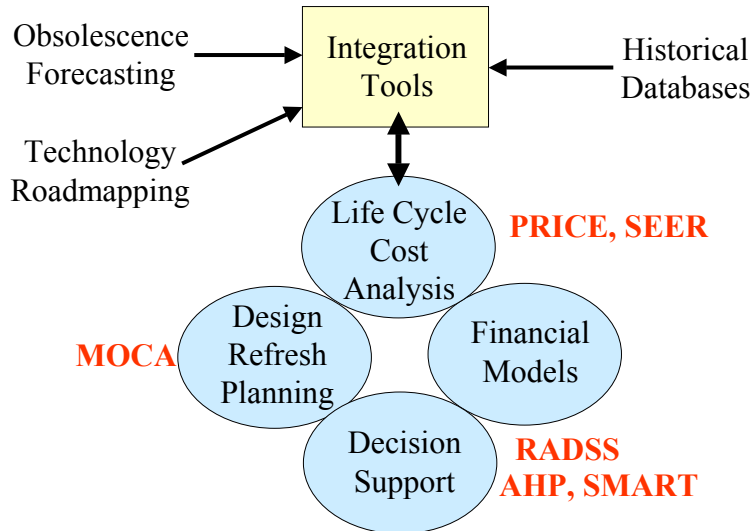 Obsolescence
Forecasting
Integration
Tools
Historical
Databases
Technology
Roadmapping
Life Cycle
Cost
Analysis
PRICE, SEER
MOCA
Design
Refresh
Planning
Financial
Models
Decision
Support
RADSS
AHP, SMART